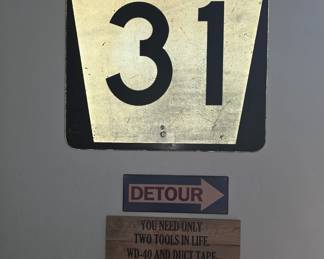 31
DETOUR
YOU NEED ONLY
TWO TOOLS IN LIFE.
WD-40 AND DUCT TAPE.